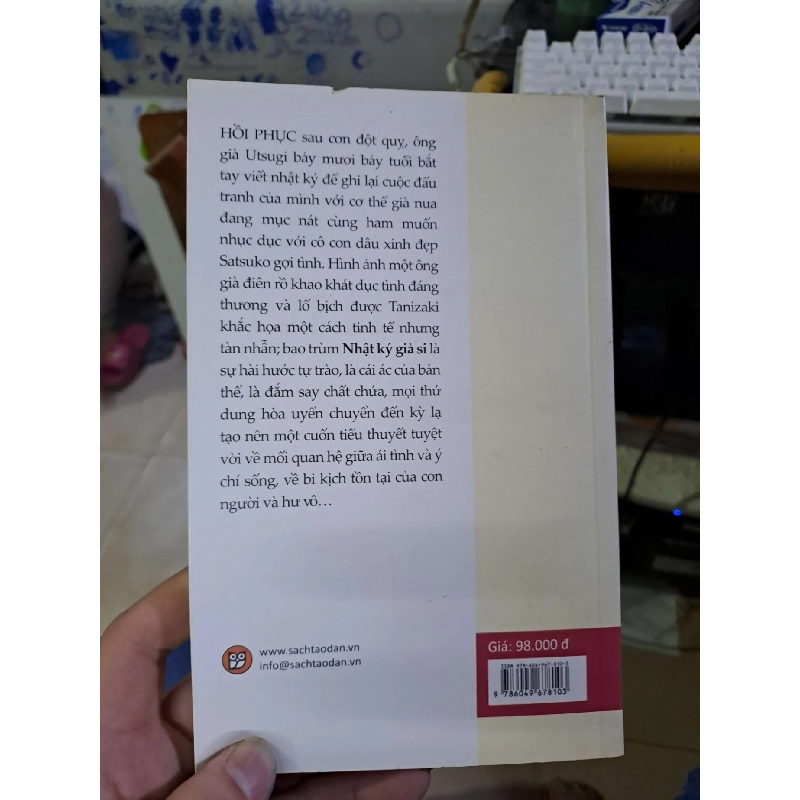 HỒI PHỤC sau cơn đột quỵ, ông
già Utsugi bảy mươi bảy tuổi bắt
tay viết nhật ký để ghi lại cuộc đấu
tranh của mình với cơ thể già nua
đang mục nát cùng ham muốn
nhục dục với cô con dâu xinh đẹp
Satsuko gợi tình. Hình ảnh một ông
già điên rồ khao khát dục tình đáng
thương và lố bịch được Tanizaki
khắc họa một cách tinh tế nhưng
tàn nhẫn; bao trùm Nhật ký già si là
sự hài hước tự trào, là cái ác của bản
thể, là đắm say chất chứa, mọi thứ
dung hòa uyển chuyển đến kỳ lạ
tạo nên một cuốn tiểu thuyết tuyệt
vời về mối quan hệ giữa ái tình và ý
chí sống, về bi kịch tồn tại của con
người và hư vô...
www.sachtaodan.vn
info@sachtaodan.vn
Giá: 98.000 đ
9 786049 678103